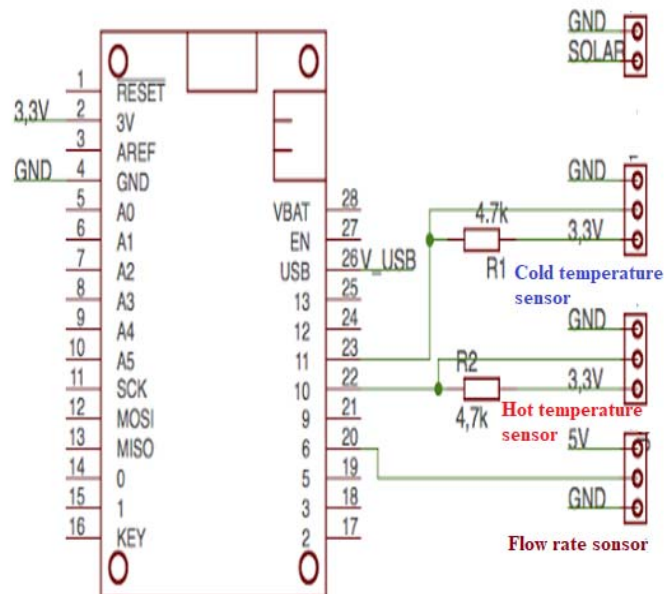 GND
SOLAR
1 RESET
3,3V 2 3V
3 AREF
GND 4 GND
5 A0
6 A1
7 A2
8 A3
9 A4
10 A5
11 SCK
12 MOSI
13 MISO
14 0
15 1
16 KEY
VBAT 28
EN 27
USB 26 V_USB
13 25
12 24
11 23
10 22
9 21
6 20
5 19
3 18
2 17
1
GND
4.7k
3,3V
R1
Cold temperature
sensor
GND
R2
3,3V
4,7k
Hot temperature
sensor
5V
GND
Flow rate sonsor